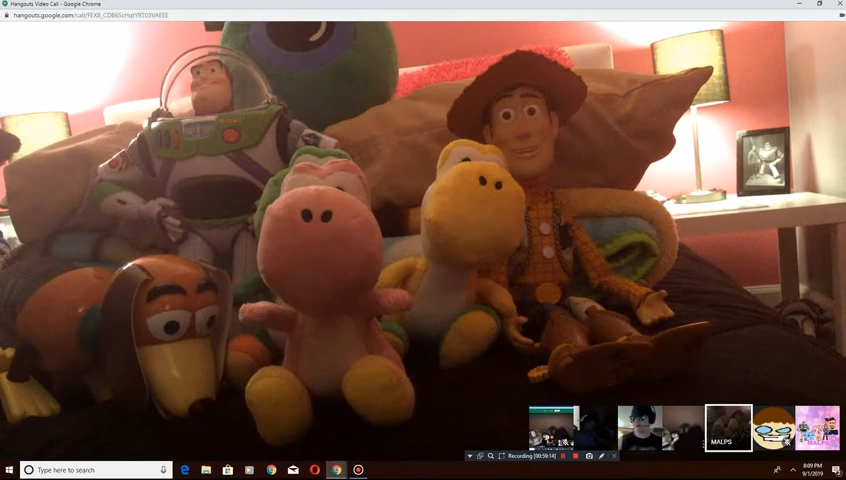 Hangouts Video Call - Google Chrome
hangouts.google.com/call/
MALPS
Recording [00:59:14]
Type here to search
8:09 PM
9/1/2019